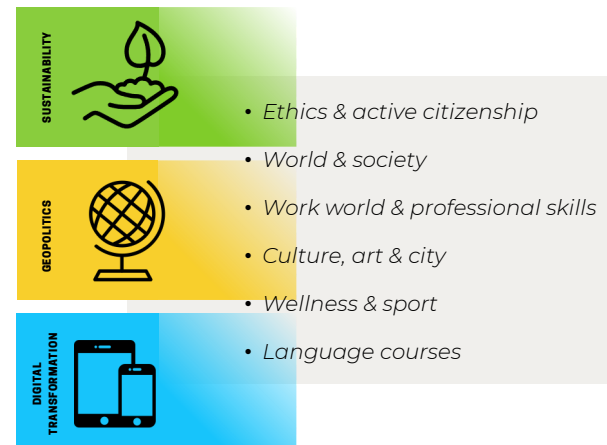 SUSTAINABILITY
GEOPOLITICS
DIGITAL
TRANSFORMATION
• Ethics & active citizenship
• World & society
• Work world & professional skills
• Culture, art & city
• Wellness & sport
• Language courses